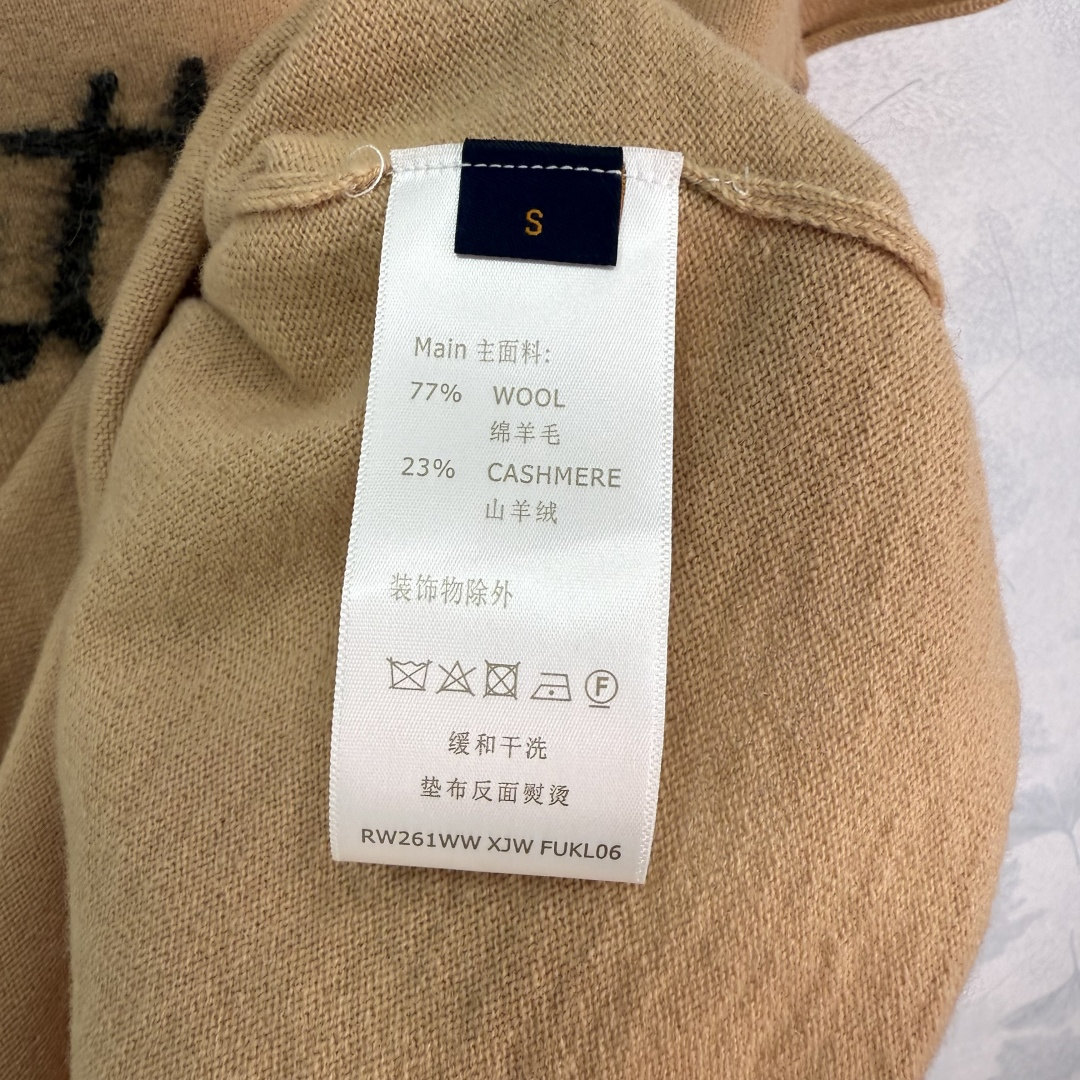 S
Main 主面料:
77% WOOL
绵羊毛
23% CASHMERE
山羊绒
装饰物除外
F
缓和干洗
垫布反面熨烫
RW261WW XJW FUKL06